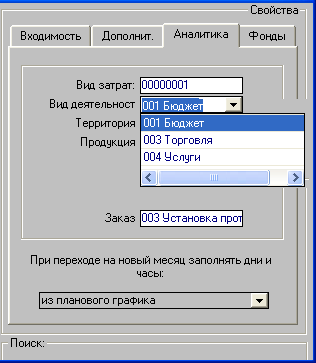 Свойства
Входимость Дополнит. Аналитика Фонды
Вид затрат: 00000001
Вид деятельност 001 Бюджет
Территория 001 Бюджет
Продукция 003 Торговля
004 Услуги
Заказ 003 Установка прот
При переходе на новый месяц заполнять дни и
часы:
из планового графика
Поиск: